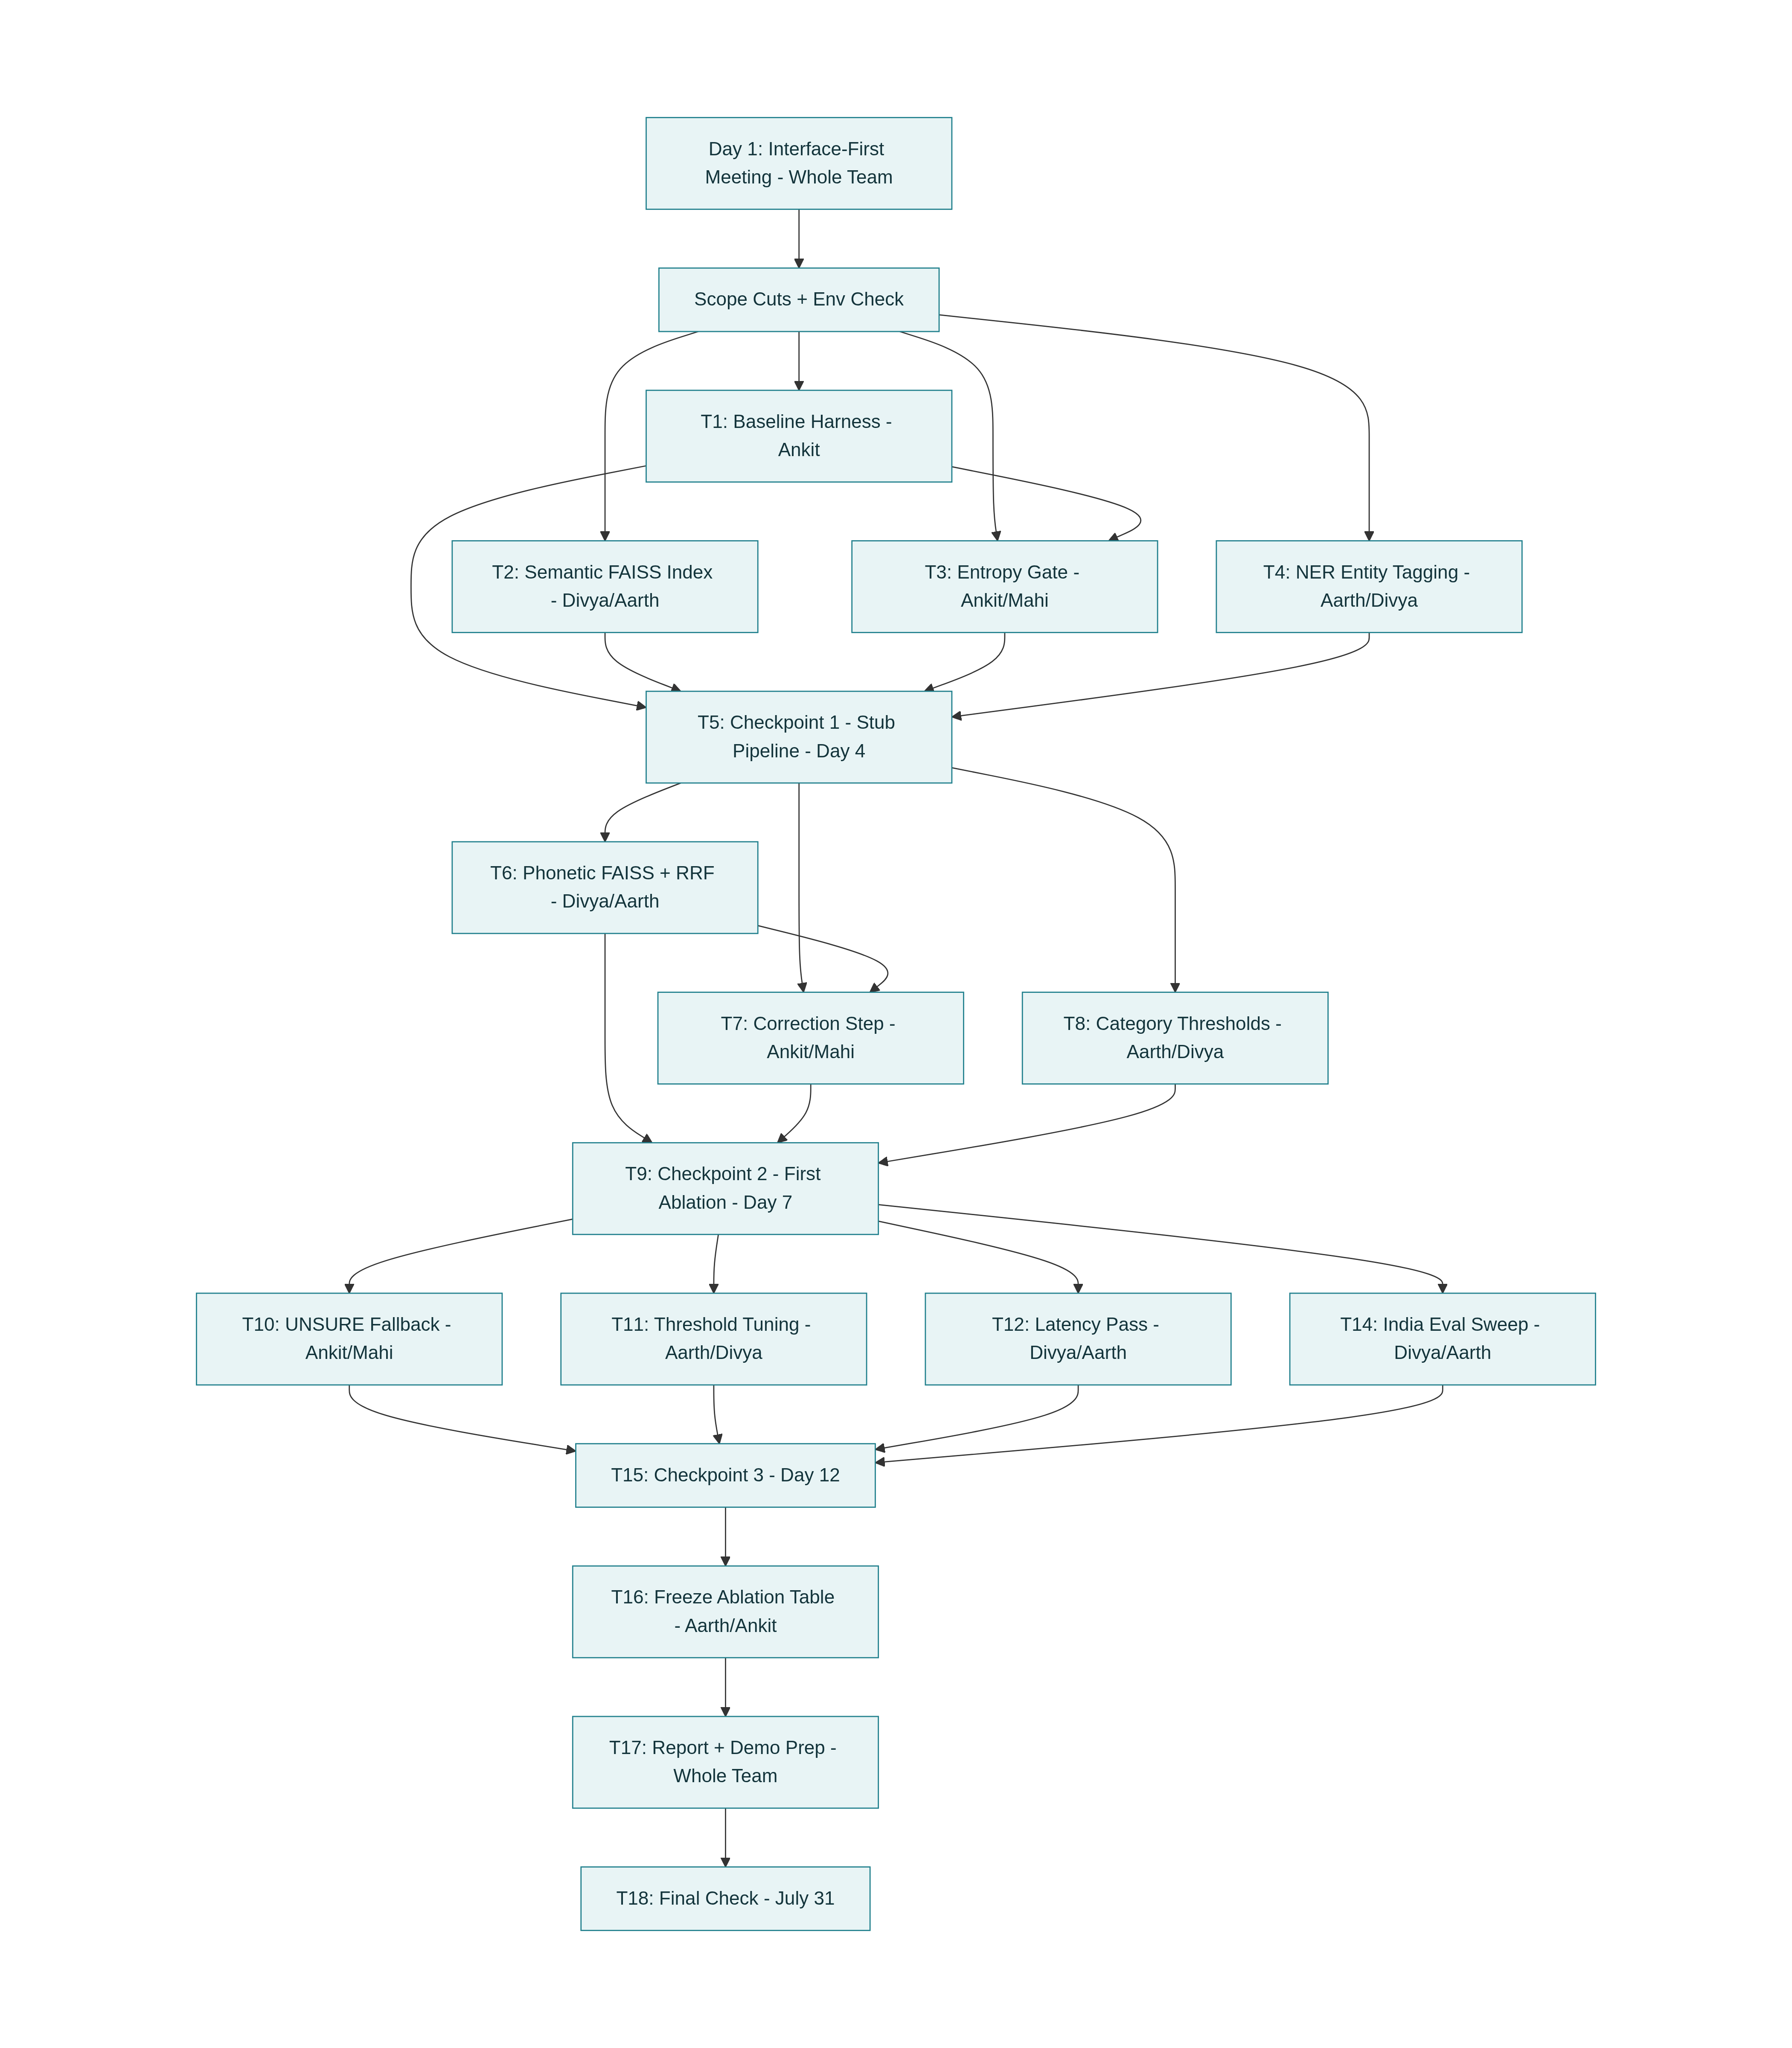 Day 1: Interface-First
Meeting - Whole Team
Scope Cuts + Env Check
T1: Baseline Harness -
Ankit
T2: Semantic FAISS Index
- Divya/Aarth
T3: Entropy Gate -
Ankit/Mahi
T4: NER Entity Tagging -
Aarth/Divya
T5: Checkpoint 1 - Stub
Pipeline - Day 4
T6: Phonetic FAISS + RRF
- Divya/Aarth
T7: Correction Step -
Ankit/Mahi
T8: Category Thresholds -
Aarth/Divya
T9: Checkpoint 2 - First
Ablation - Day 7
T10: UNSURE Fallback -
Ankit/Mahi
T11: Threshold Tuning -
Aarth/Divya
T12: Latency Pass -
Divya/Aarth
T14: India Eval Sweep -
Divya/Aarth
T15: Checkpoint 3 - Day 12
T16: Freeze Ablation Table
- Aarth/Ankit
T17: Report + Demo Prep -
Whole Team
T18: Final Check - July 31